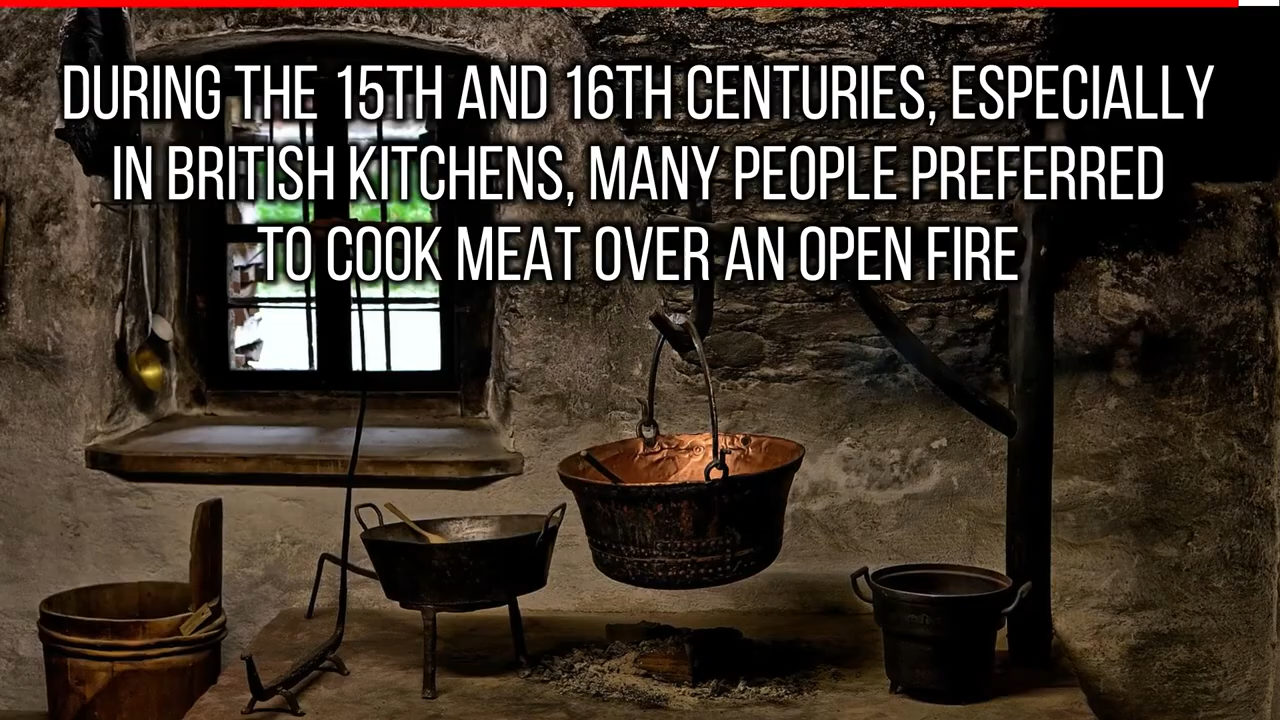 DURING THE 15TH AND 16TH CENTURIES, ESPECIALLY
IN BRITISH KITCHENS, MANY PEOPLE PREFERRED
TO COOK MEAT OVER AN OPEN FIRE